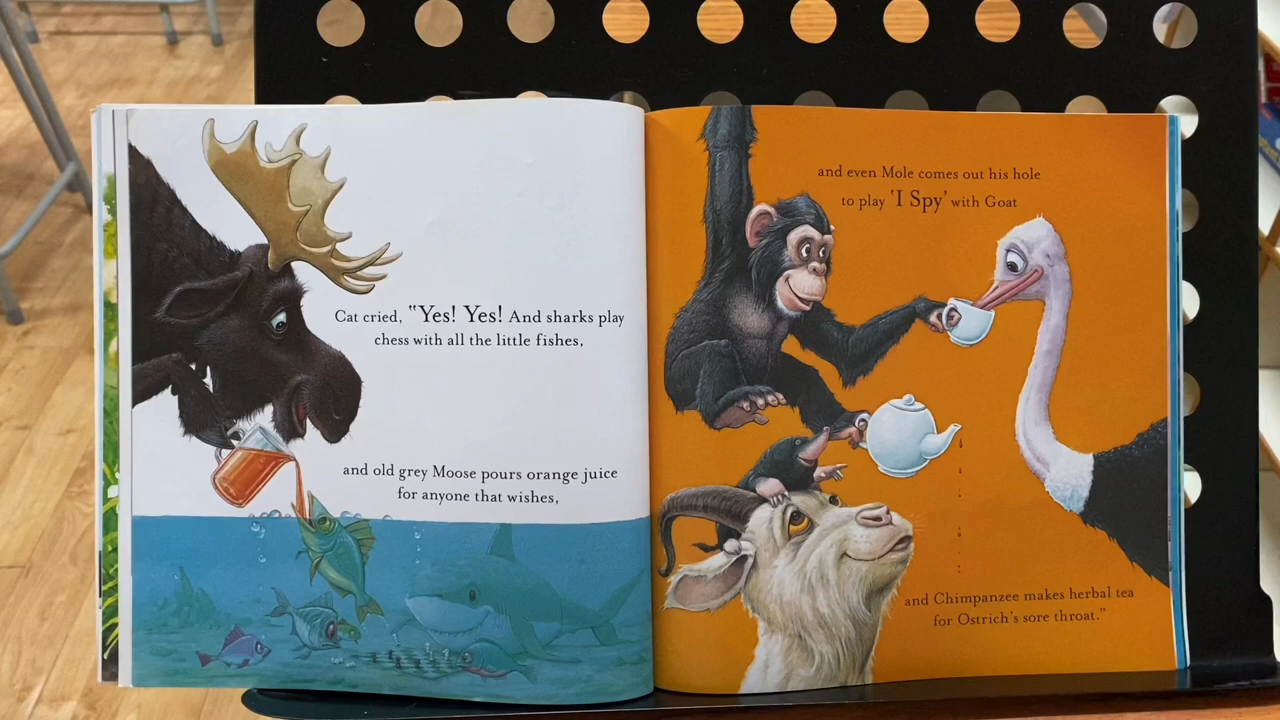 Cat cried, "Yes! Yes! And sharks play
chess with all the little fishes,
and old grey Moose pours orange juice
for anyone that wishes,
and even Mole comes out his hole
to play 'I Spy' with Goat
and Chimpanzee makes herbal tea
for Ostrich's sore throat."